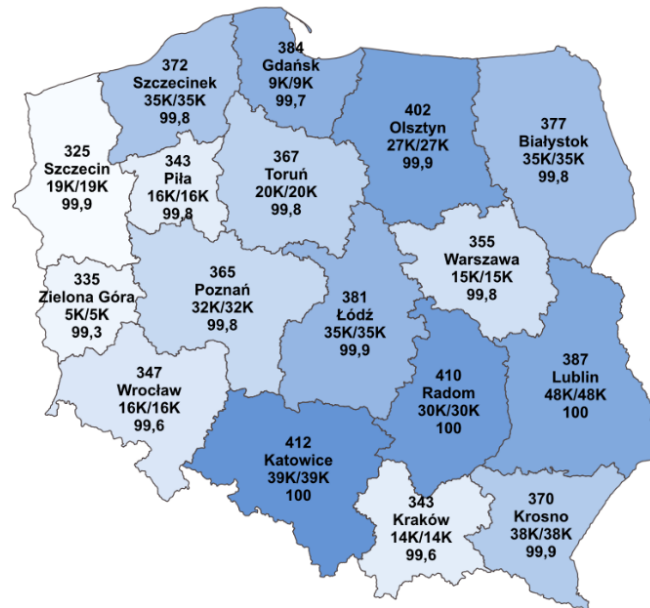 384
Gdańsk
9K/9K
99,7
372
Szczecinek
35K/35K
99,8
402
Olsztyn
27K/27K
99,9
377
Białystok
35K/35K
99,8
325
Szczecin
19K/19K
99,9
343
Piła
16K/16K
99,8
367
Toruń
20K/20K
99,8
355
Warszawa
15K/15K
99,8
335
Zielona Góra
5K/5K
99,3
365
Poznań
32K/32K
99,8
381
Łódź
35K/35K
99,9
347
Wrocław
16K/16K
99,6
410
Radom
30K/30K
100
387
Lublin
48K/48K
100
412
Katowice
39K/39K
100
343
Kraków
14K/14K
99,6
370
Krosno
38K/38K
99,9